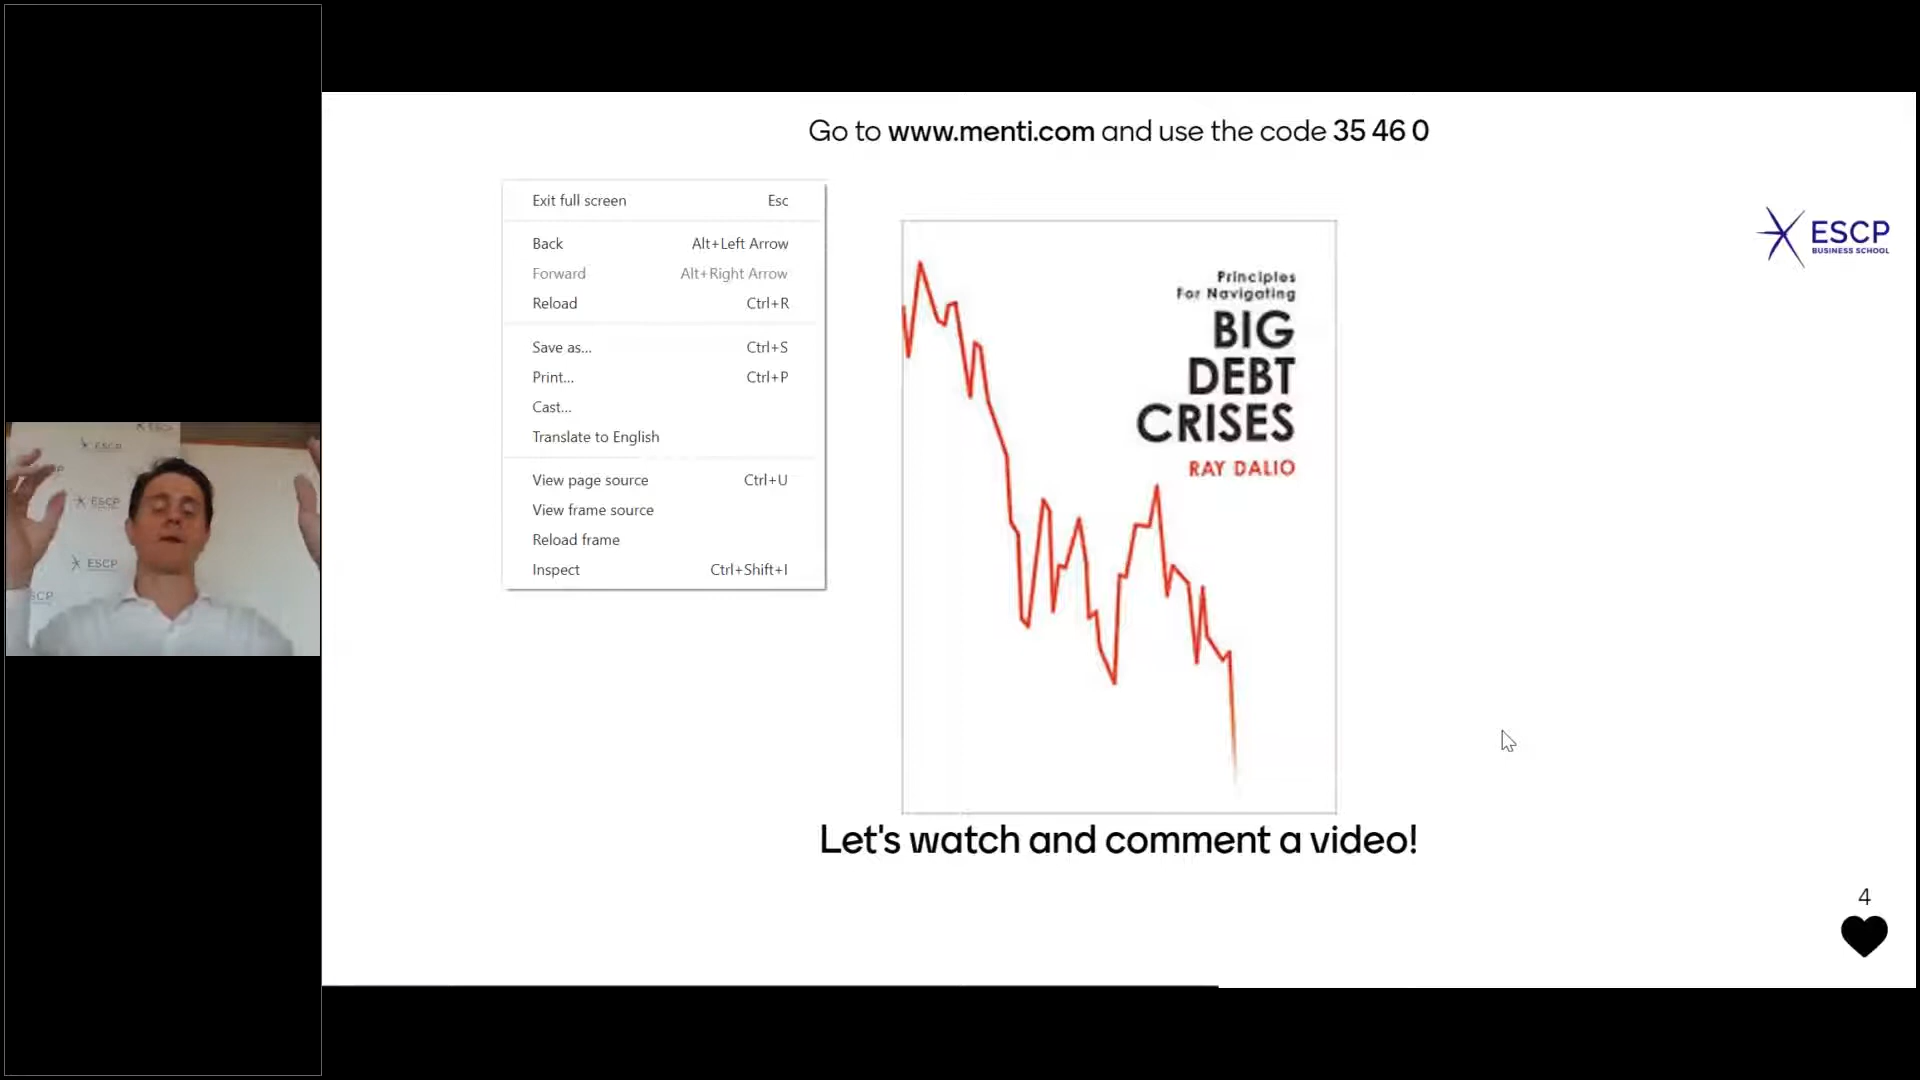 Go to www.menti.com and use the code 35 46 0
Exit full screen Esc
Back Alt+Left Arrow
Forward Alt+Right Arrow
Reload Ctrl+R
Save as... Ctrl+S
Print... Ctrl+P
Cast...
Translate to English
View page source Ctrl+U
View frame source
Reload frame
Inspect Ctrl+Shift+I
Principles
For Navigating
BIG
DEBT
CRISES
RAY DALIO
ESCP
BUSINESS SCHOOL
Let's watch and comment a video!
4
ESCP
ESCP
ESCP